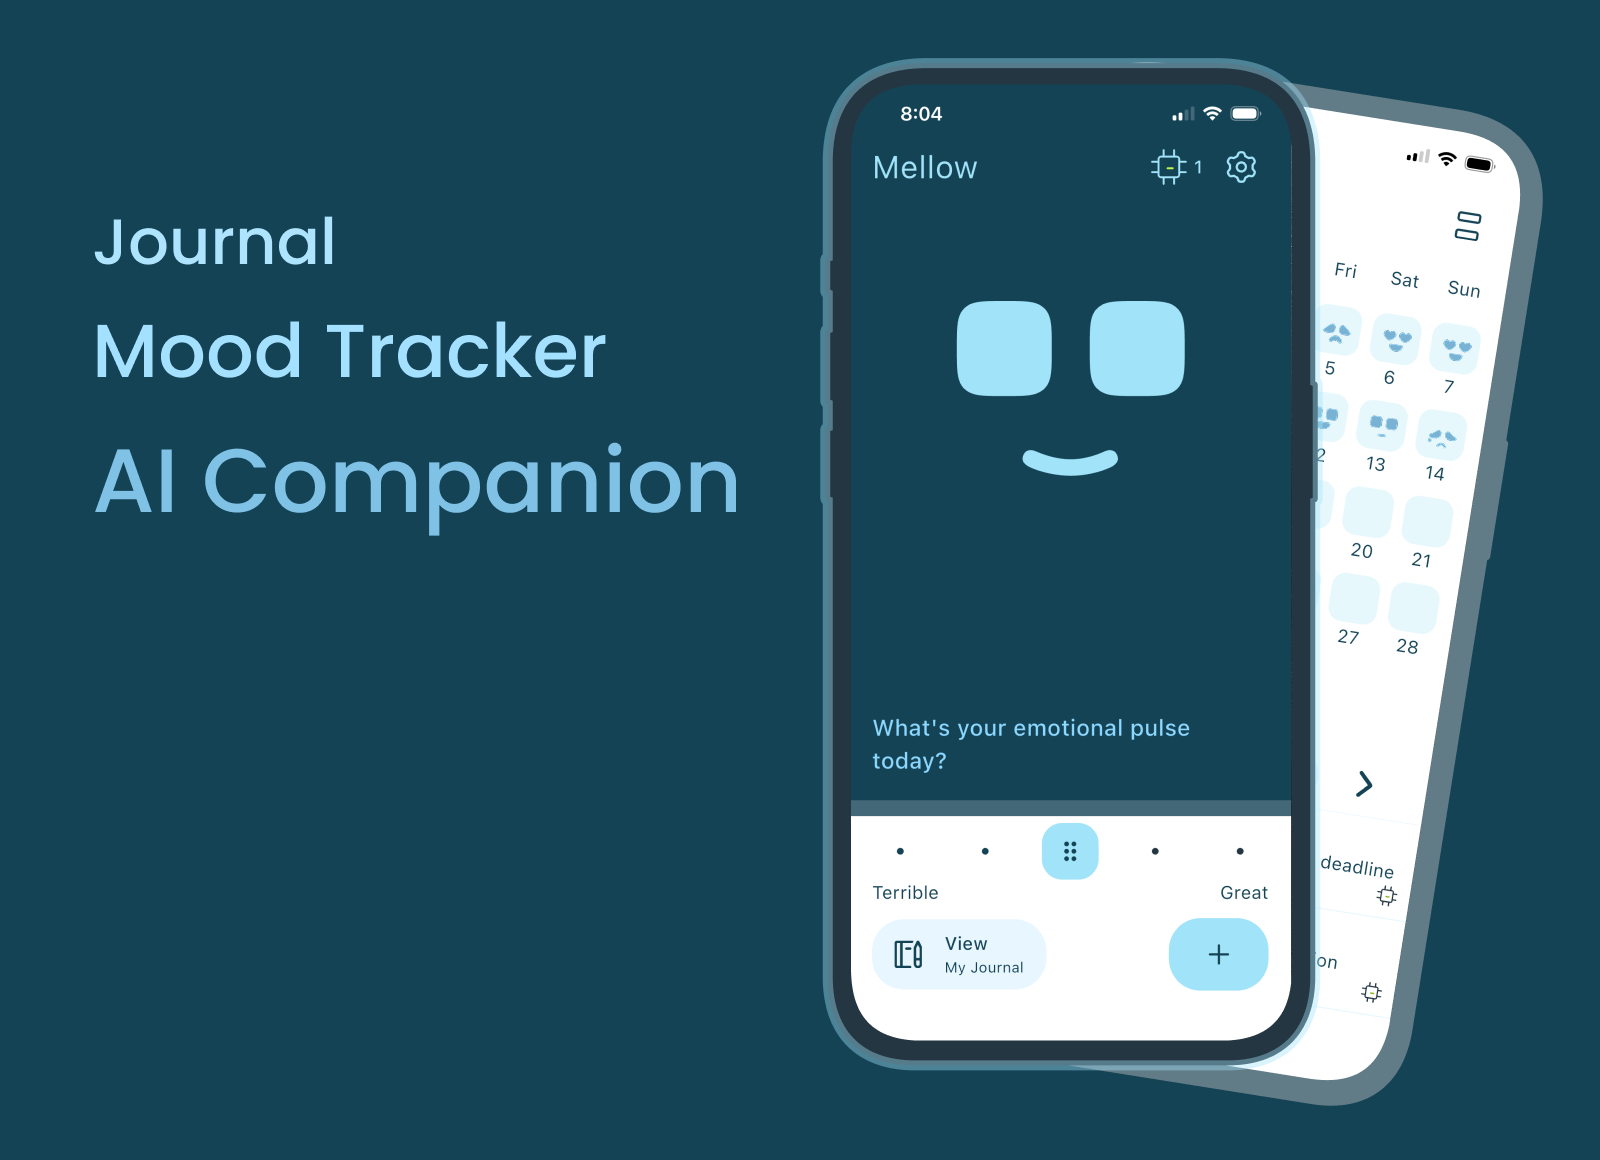 Journal
Mood Tracker
AI Companion
8:04
Mellow
1
What's your emotional pulse
today?
Terrible
Great
View
My Journal
Fri
Sat
Sun
5
6
7
13
14
20
21
27
28
deadline